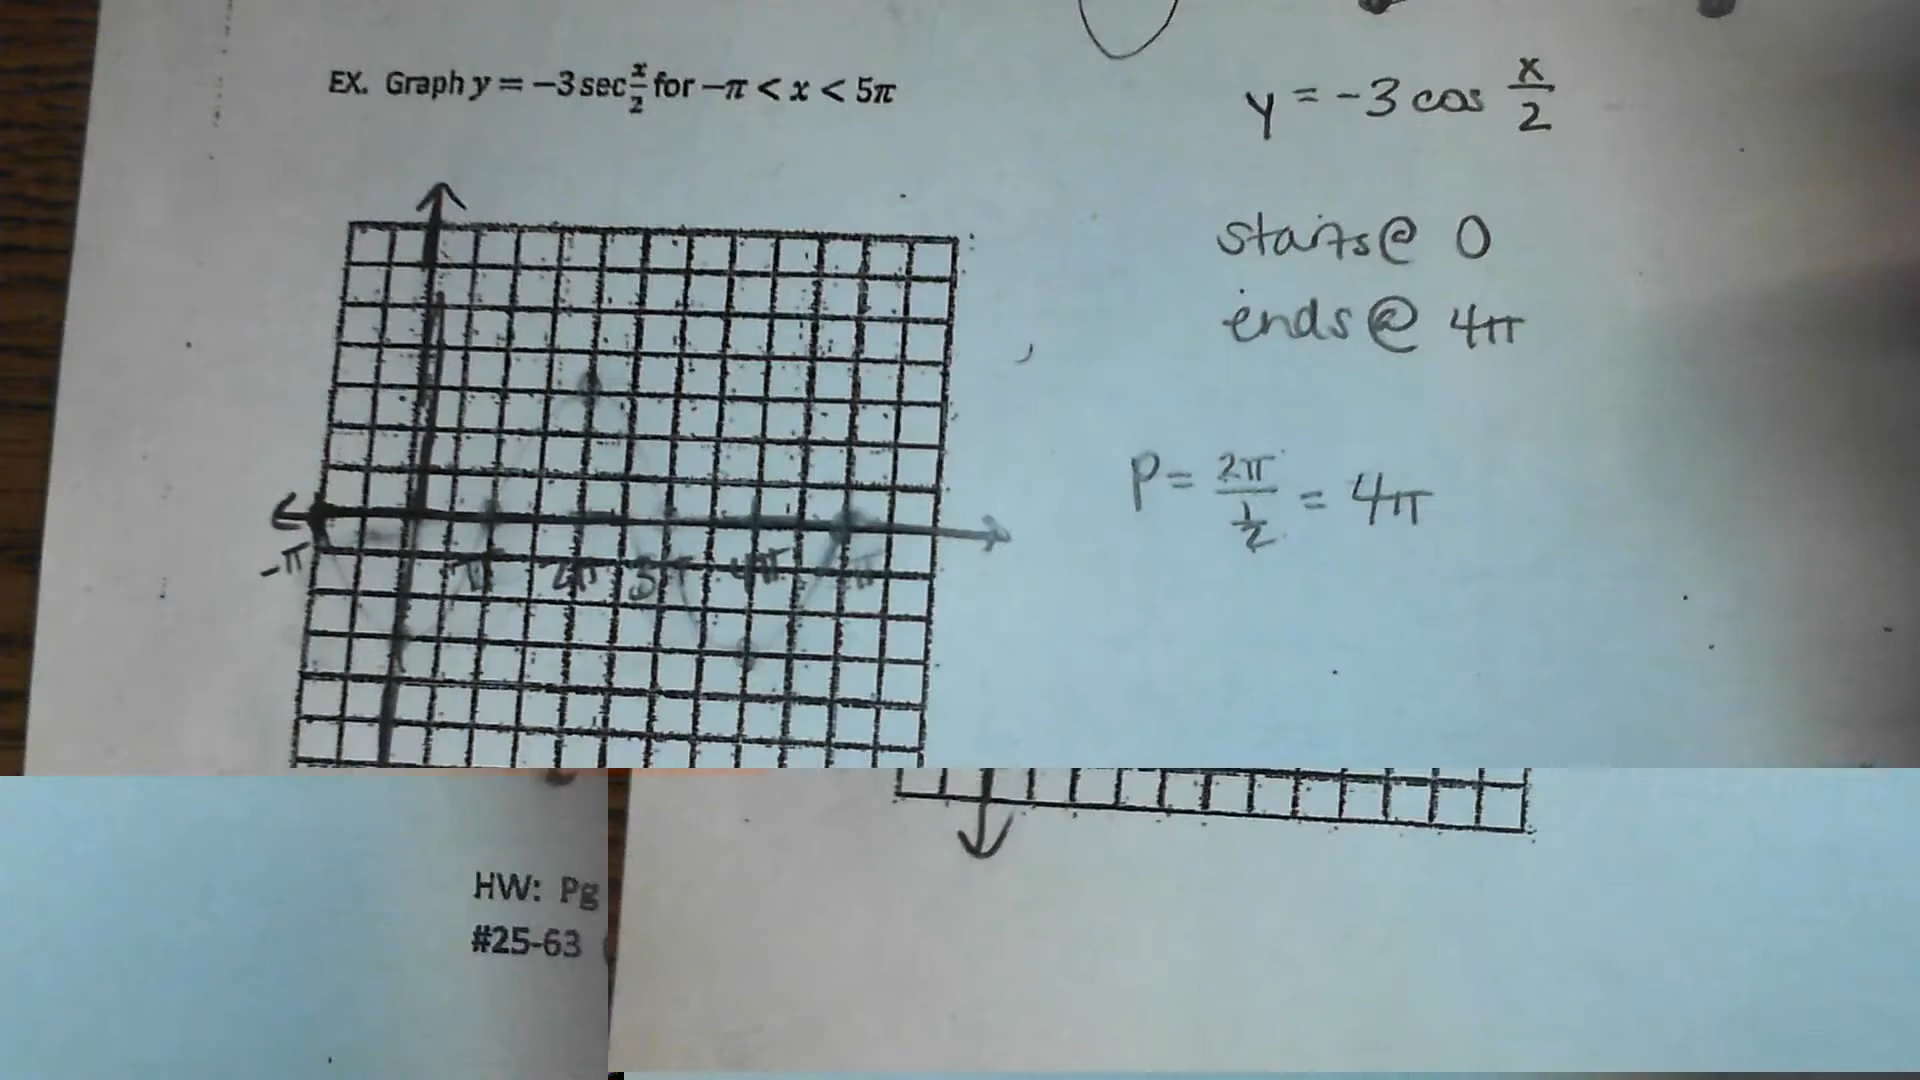 EX. Graph y = −3 sec x/2 for −π < x < 5π
y = -3 cos x/2
starts @ 0
ends @ 4π
P = 2π / 1/2 = 4π
-π π 2π 3π 4π
HW: Pg
#25-63